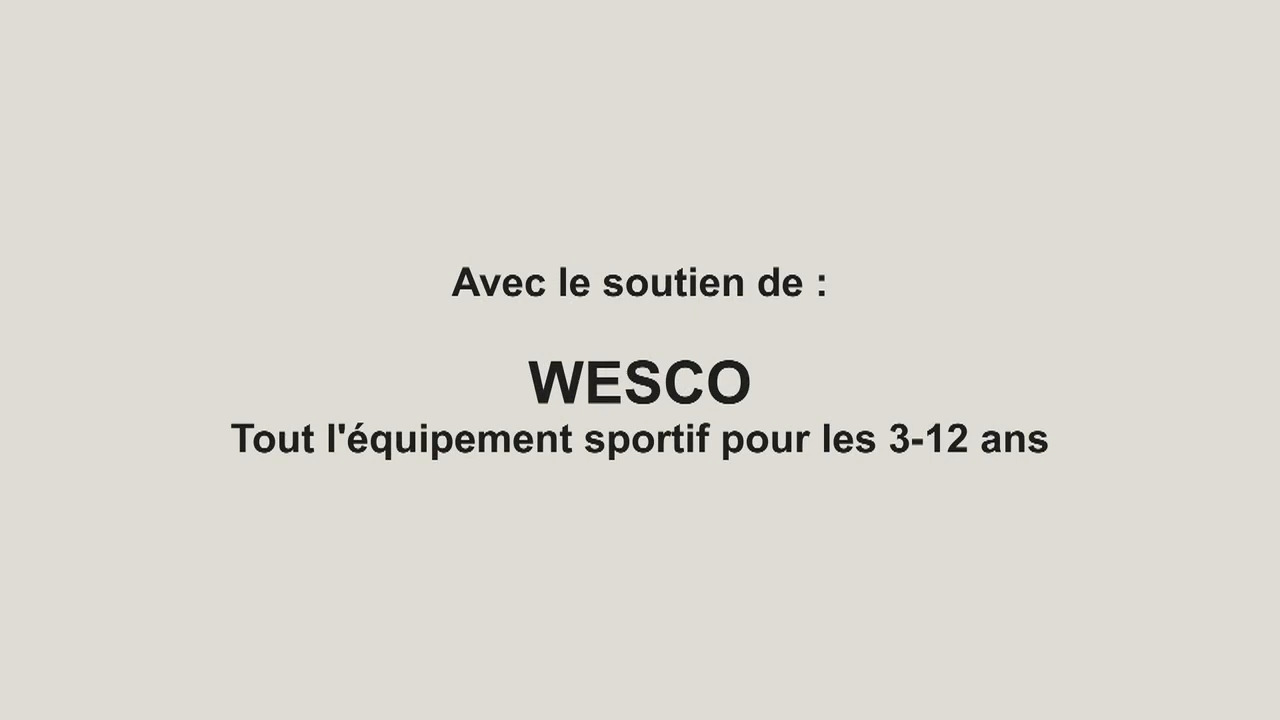 Avec le soutien de :
WESCO
Tout l'équipement sportif pour les 3-12 ans